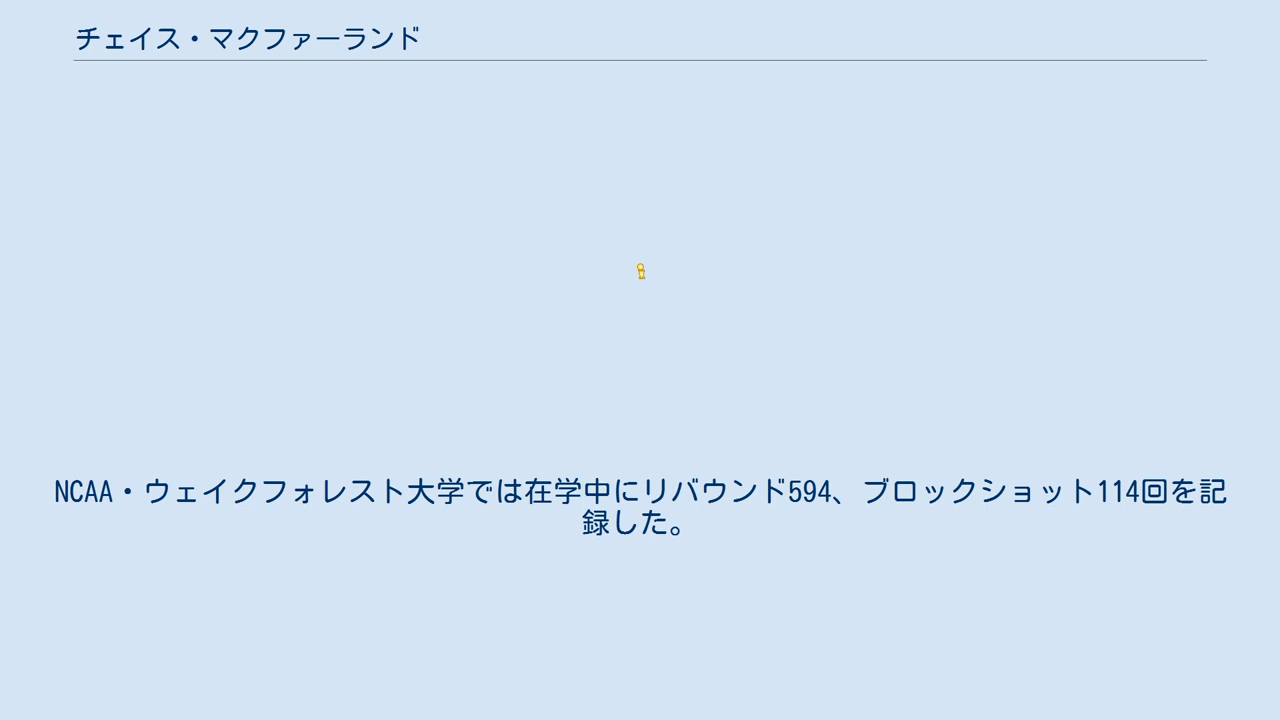 チェイス・マクファーランド
NCAA・ウェイクフォレスト大学では在学中にリバウンド594、ブロックショット114回を記
録した。